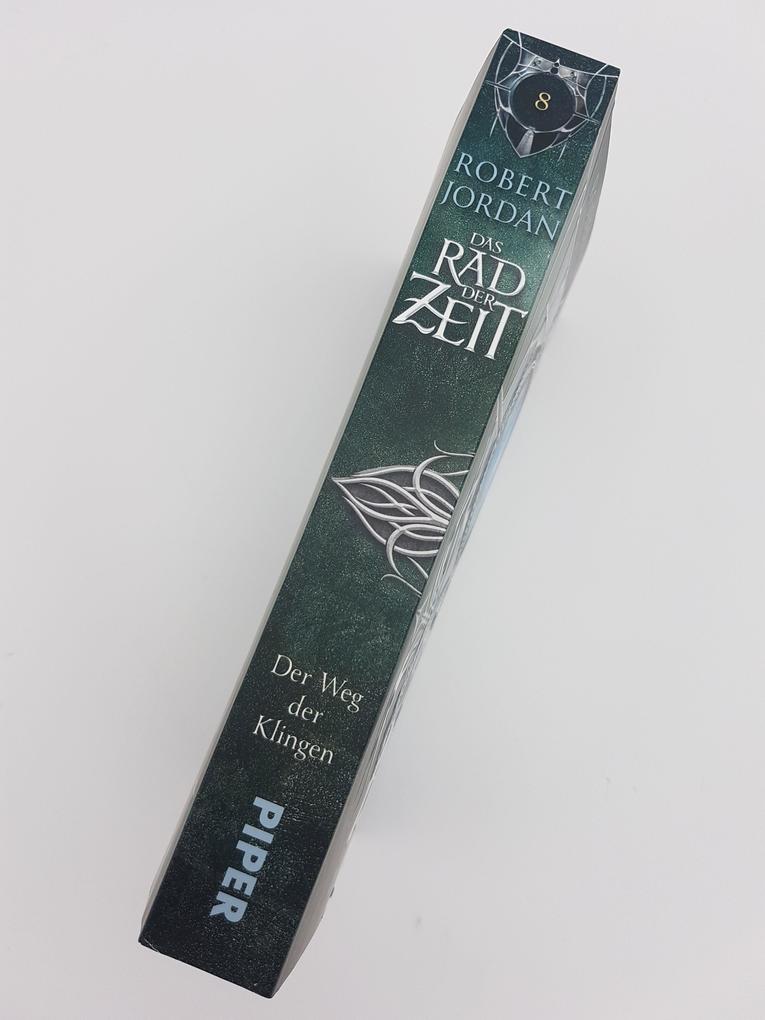 8
ROBERT
JORDAN
DAS
RAD
DER
ZEIT
Der Weg
der
Klingen
PIPER